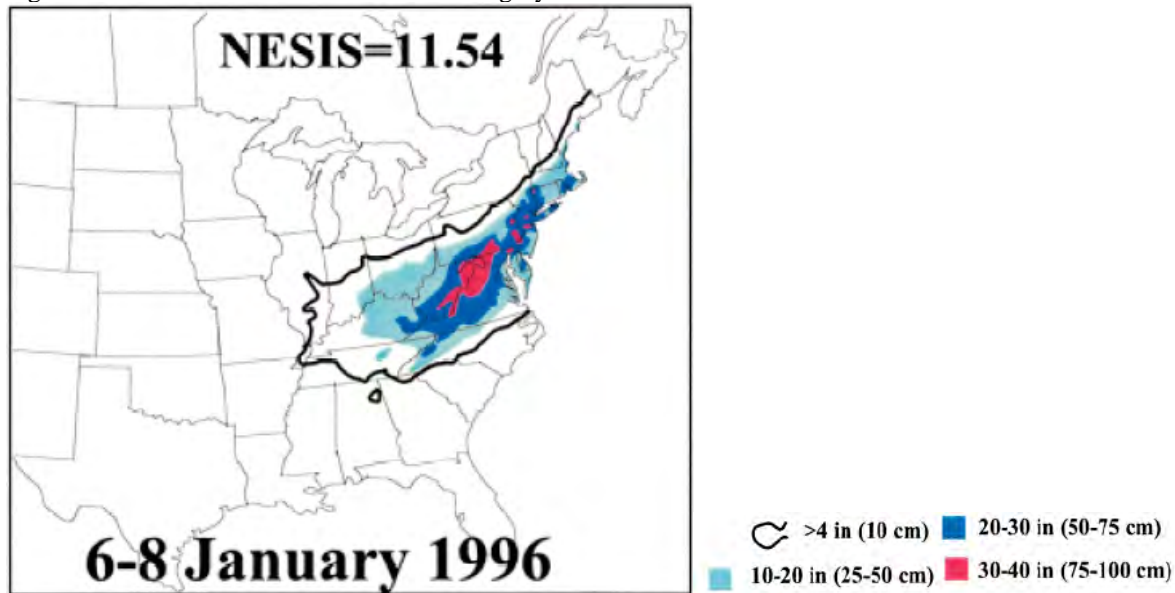 NESIS=11.54
6-8 January 1996
>4 in (10 cm)
20-30 in (50-75 cm)
10-20 in (25-50 cm)
30-40 in (75-100 cm)